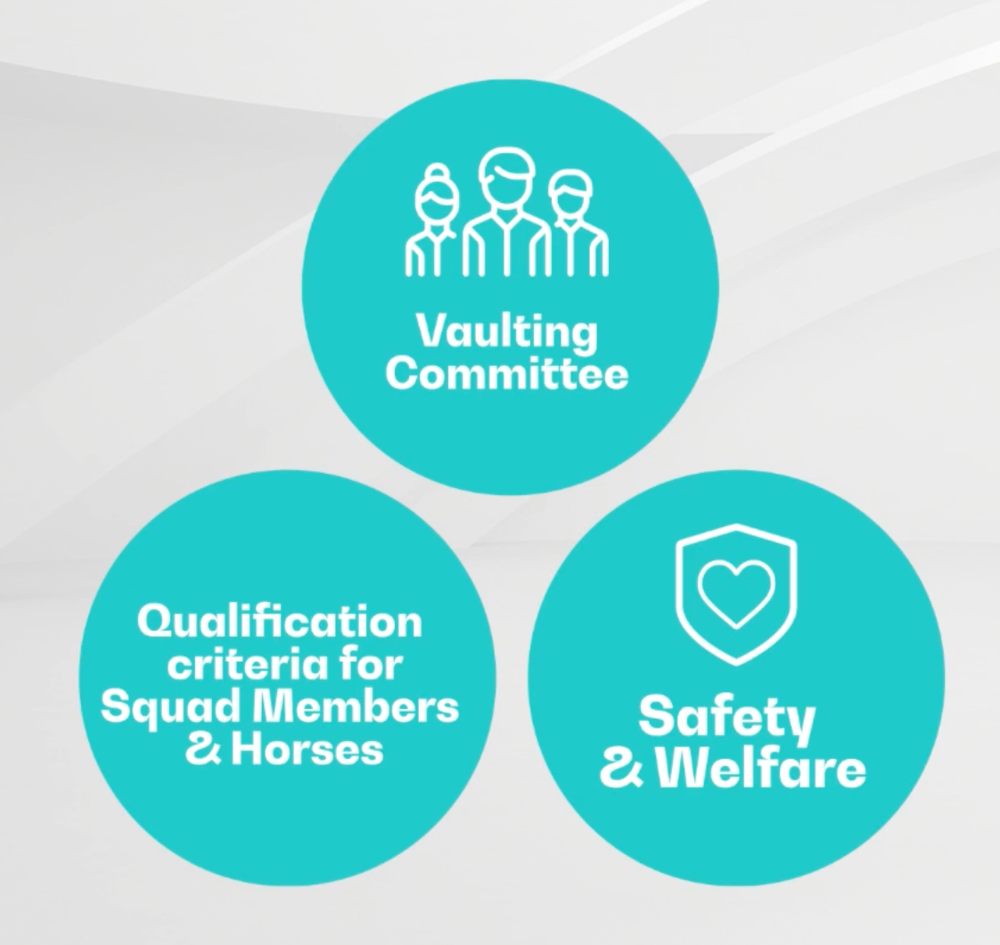 Vaulting
Committee
Qualification
criteria for
Squad Members
& Horses
Safety
& Welfare